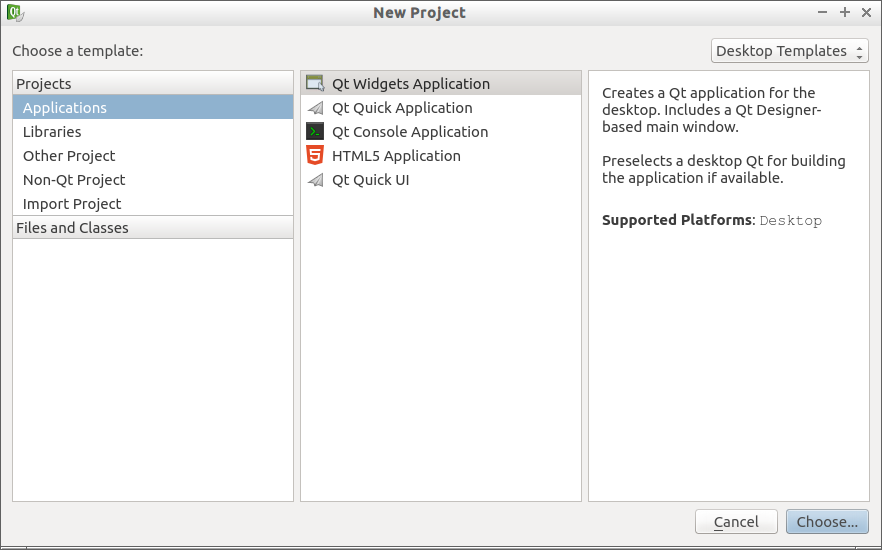 New Project
Choose a template:
Desktop Templates
Projects
Applications
Libraries
Other Project
Non-Qt Project
Import Project
Files and Classes
Qt Widgets Application
Qt Quick Application
Qt Console Application
HTML5 Application
Qt Quick UI
Creates a Qt application for the
desktop. Includes a Qt Designer-
based main window.
Preselects a desktop Qt for building
the application if available.
Supported Platforms: Desktop
Cancel
Choose...